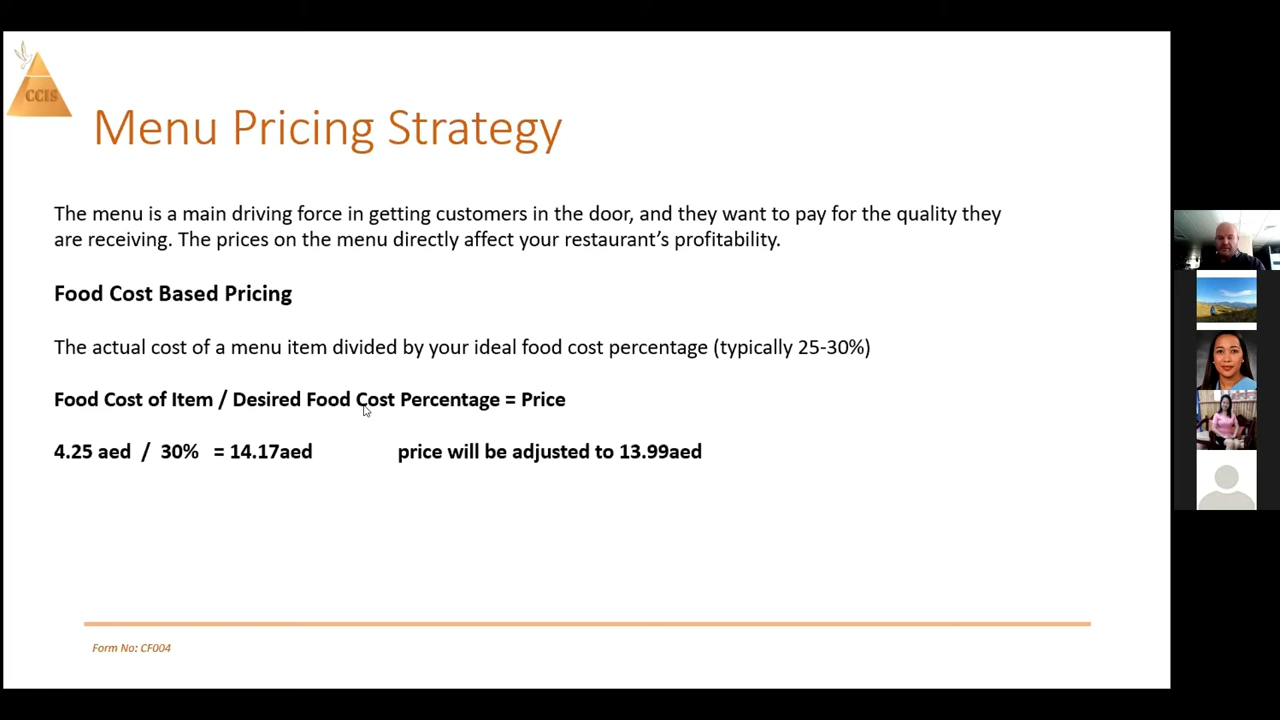 CCIS
Menu Pricing Strategy
The menu is a main driving force in getting customers in the door, and they want to pay for the quality they
are receiving. The prices on the menu directly affect your restaurant’s profitability.
Food Cost Based Pricing
The actual cost of a menu item divided by your ideal food cost percentage (typically 25-30%)
Food Cost of Item / Desired Food Cost Percentage = Price
4.25 aed / 30% = 14.17aed price will be adjusted to 13.99aed
Form No: CF004